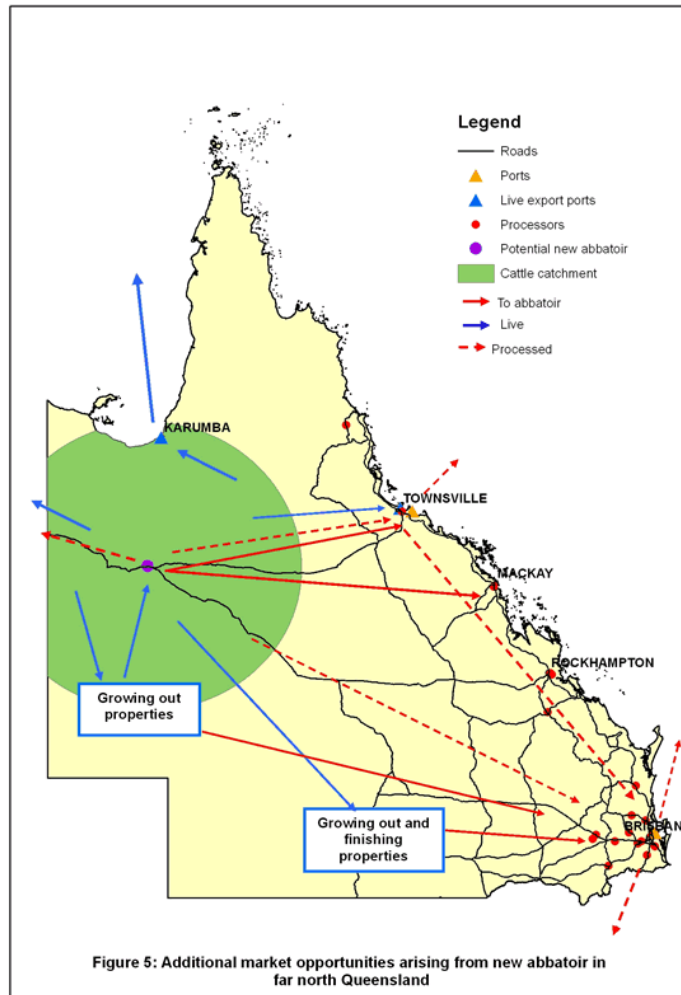 Legend
Roads
Ports
Live export ports
Processors
Potential new abbatoir
Cattle catchment
To abbatoir
Live
Processed
KARUMBA
TOWNSVILLE
MACKAY
ROCKHAMPTON
Growing out
properties
Growing out and
finishing
properties
BRISBAN
Figure 5: Additional market opportunities arising from new abbatoir in
far north Queensland